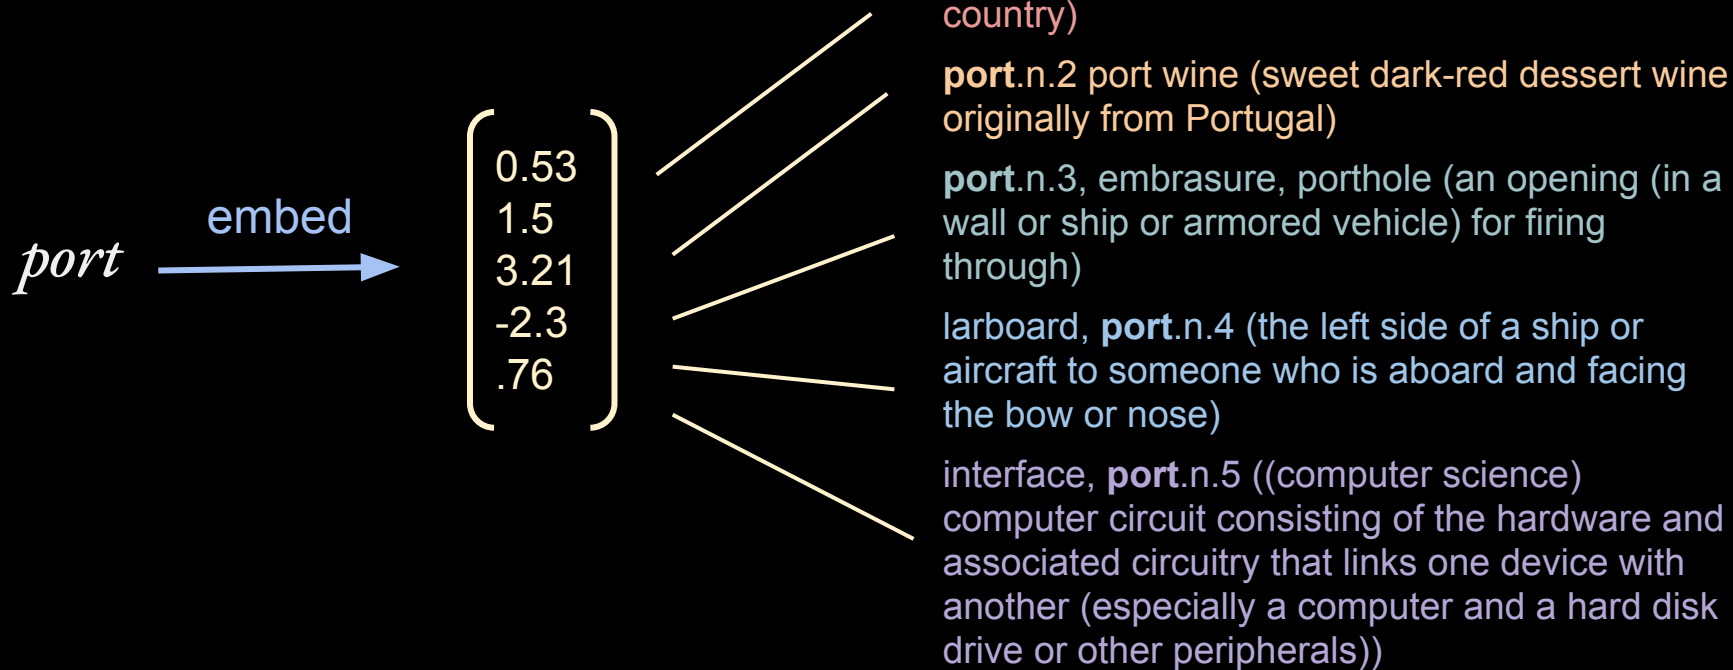 port
embed
0.53
1.5
3.21
-2.3
.76
country)
port.n.2 port wine (sweet dark-red dessert wine
originally from Portugal)
port.n.3, embrasure, porthole (an opening (in a
wall or ship or armored vehicle) for firing
through)
larboard, port.n.4 (the left side of a ship or
aircraft to someone who is aboard and facing
the bow or nose)
interface, port.n.5 ((computer science)
computer circuit consisting of the hardware and
associated circuitry that links one device with
another (especially a computer and a hard disk
drive or other peripherals))